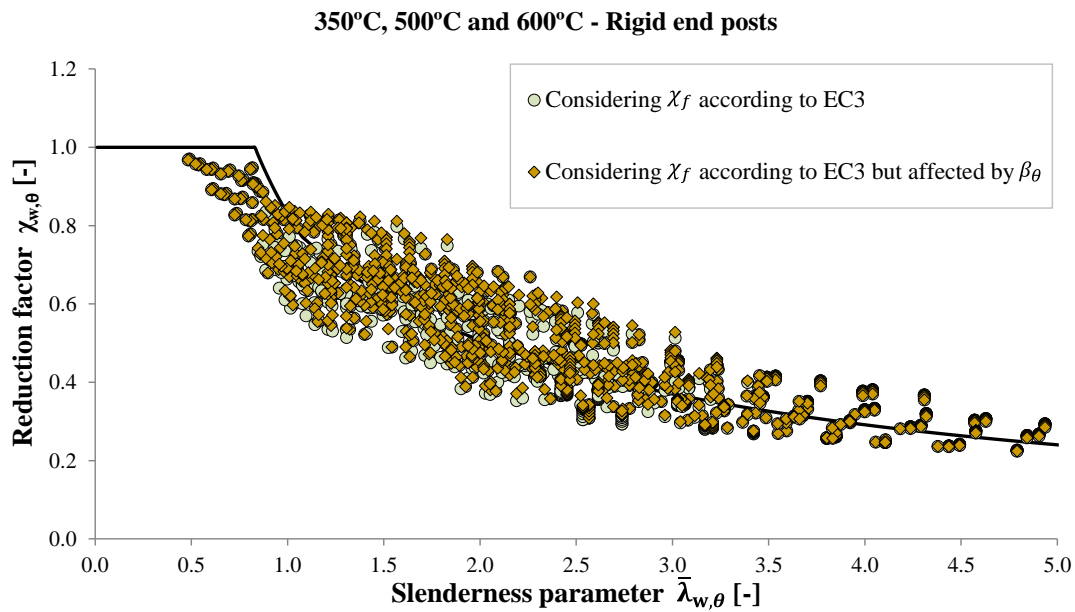 350ºC, 500ºC and 600ºC - Rigid end posts
Considering χf according to EC3
Considering χf according to EC3 but affected by βθ
Reduction factor χw,θ [-]
1.2
1.0
0.8
0.6
0.4
0.2
0.0
0.0 0.5 1.0 1.5 2.0 2.5 3.0 3.5 4.0 4.5 5.0
Slenderness parameter λ̅w,θ [-]